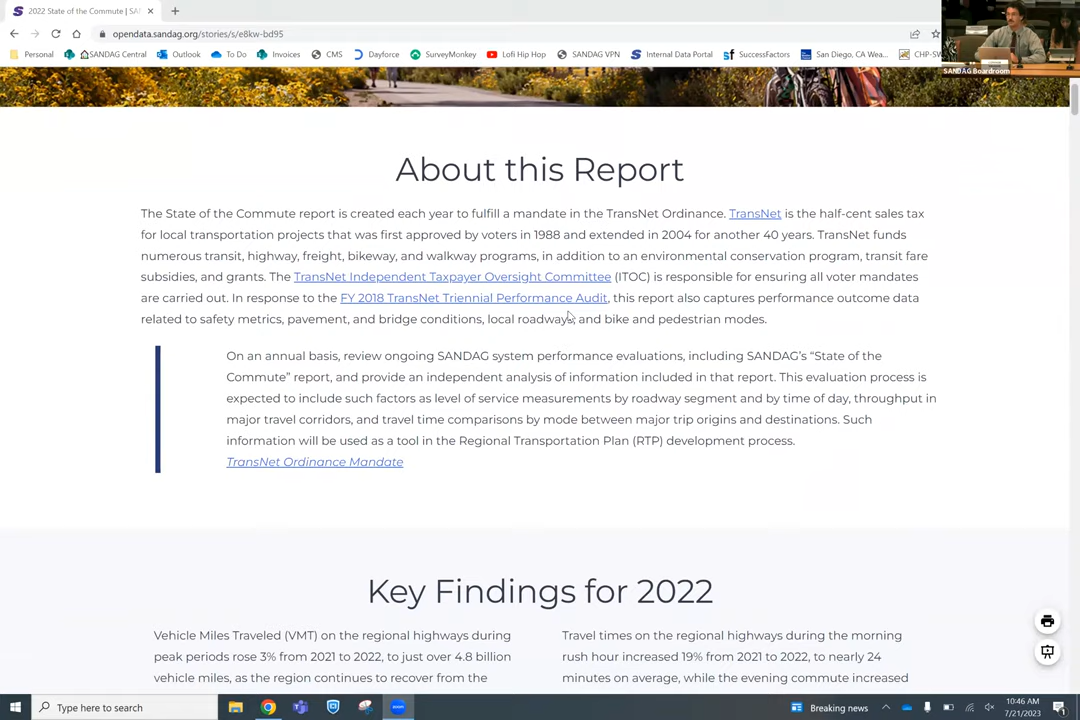 2022 State of the Commute | SAN
opendata.sandag.org/stories/s/e8kw-bd95
Personal
SANDAG Central
Outlook
To Do
Invoices
CMS
Dayforce
SurveyMonkey
Lofi Hip Hop
SANDAG VPN
Internal Data Portal
SuccessFactors
San Diego, CA Wea...
CHP-SW
SANDAG Boardroom
About this Report
The State of the Commute report is created each year to fulfill a mandate in the TransNet Ordinance. TransNet is the half-cent sales tax
for local transportation projects that was first approved by voters in 1988 and extended in 2004 for another 40 years. TransNet funds
numerous transit, highway, freight, bikeway, and walkway programs, in addition to an environmental conservation program, transit fare
subsidies, and grants. The TransNet Independent Taxpayer Oversight Committee (ITOC) is responsible for ensuring all voter mandates
are carried out. In response to the FY 2018 TransNet Triennial Performance Audit, this report also captures performance outcome data
related to safety metrics, pavement, and bridge conditions, local roadways, and bike and pedestrian modes.
On an annual basis, review ongoing SANDAG system performance evaluations, including SANDAG's “State of the
Commute” report, and provide an independent analysis of information included in that report. This evaluation process is
expected to include such factors as level of service measurements by roadway segment and by time of day, throughput in
major travel corridors, and travel time comparisons by mode between major trip origins and destinations. Such
information will be used as a tool in the Regional Transportation Plan (RTP) development process.
TransNet Ordinance Mandate
Key Findings for 2022
Vehicle Miles Traveled (VMT) on the regional highways during
peak periods rose 3% from 2021 to 2022, to just over 4.8 billion
vehicle miles, as the region continues to recover from the
Travel times on the regional highways during the morning
rush hour increased 19% from 2021 to 2022, to nearly 24
minutes on average, while the evening commute increased
Type here to search
zoom
Breaking news
10:46 AM
7/21/2023